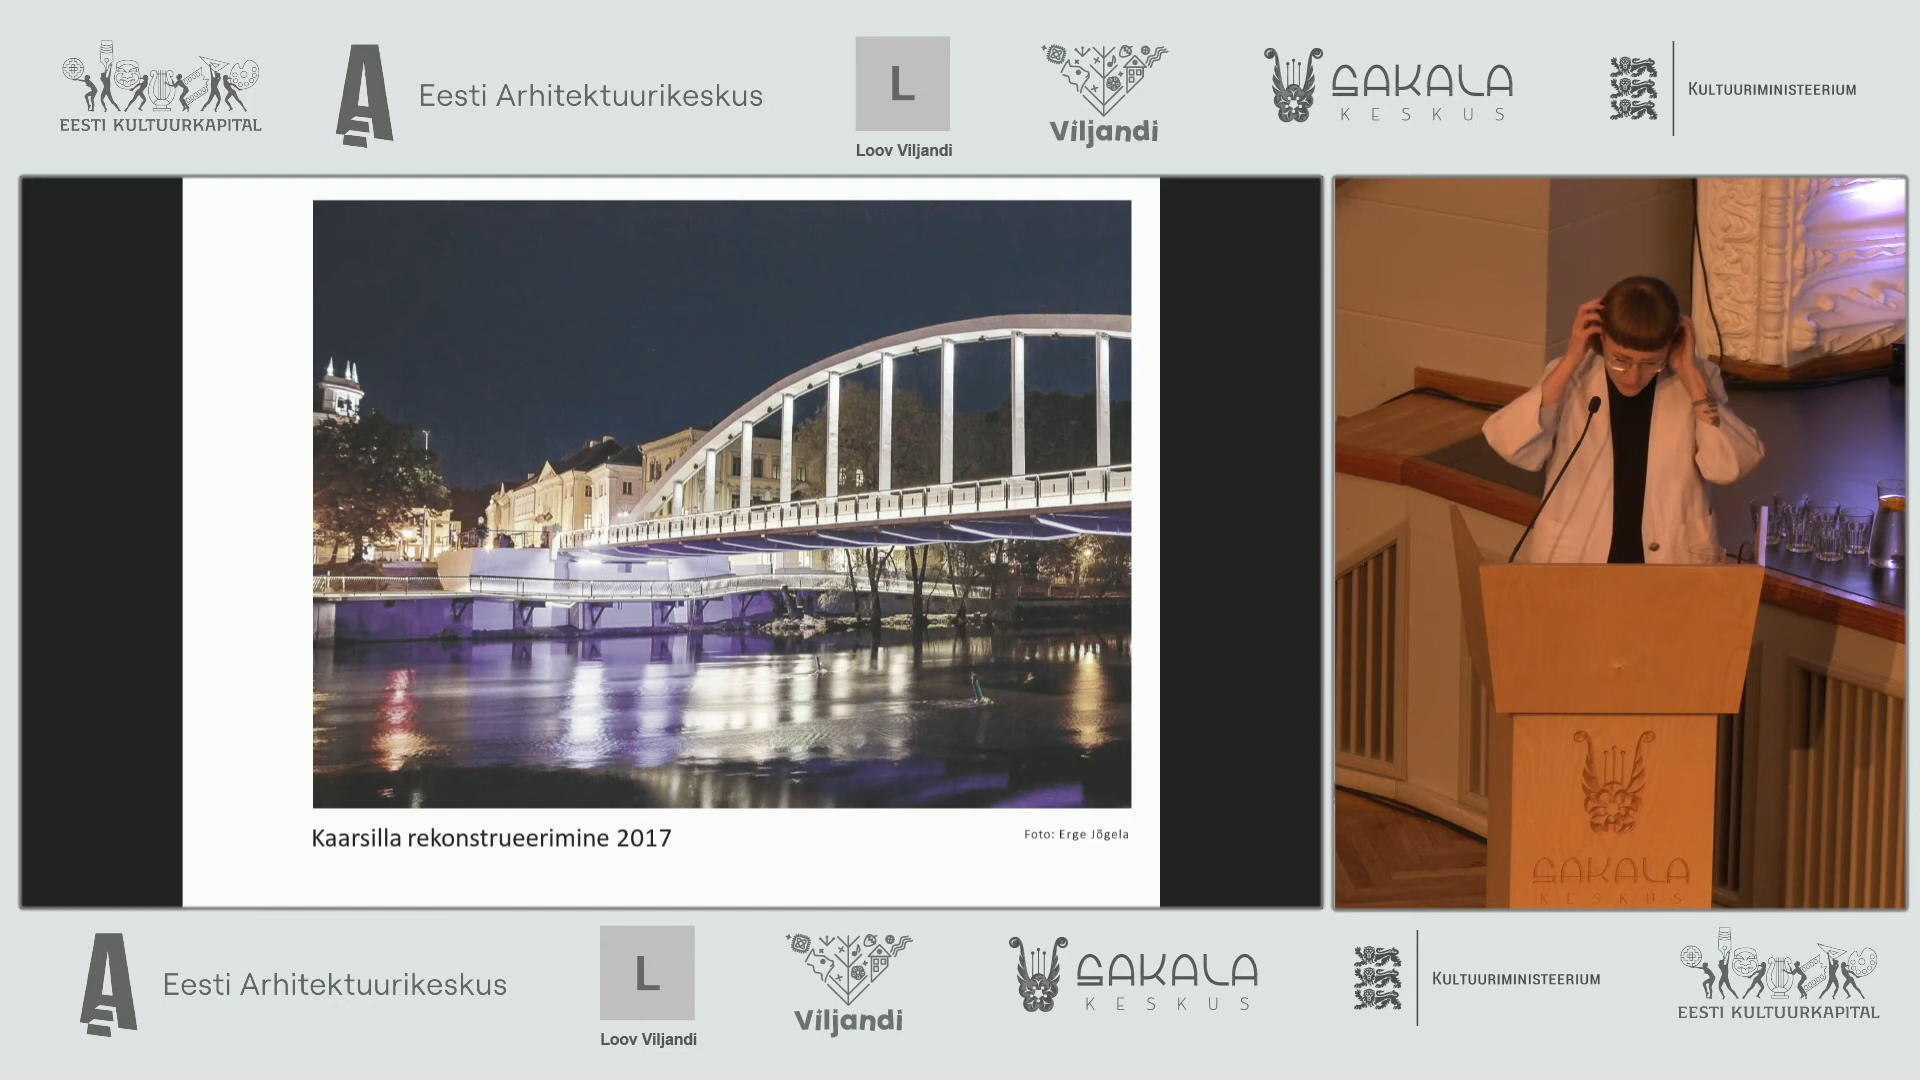 EESTI KULTUURKAPITAL
Eesti Arhitektuurikeskus
L
Loov Viljandi
Viljandi
SAKALA
KESKUS
KULTUURIMINISTEERIUM
Kaarsilla rekonstrueerimine 2017
Foto: Erge Jõgela
SAKALA
KESKUS
Eesti Arhitektuurikeskus
L
Loov Viljandi
Viljandi
SAKALA
KESKUS
KULTUURIMINISTEERIUM
EESTI KULTUURKAPITAL